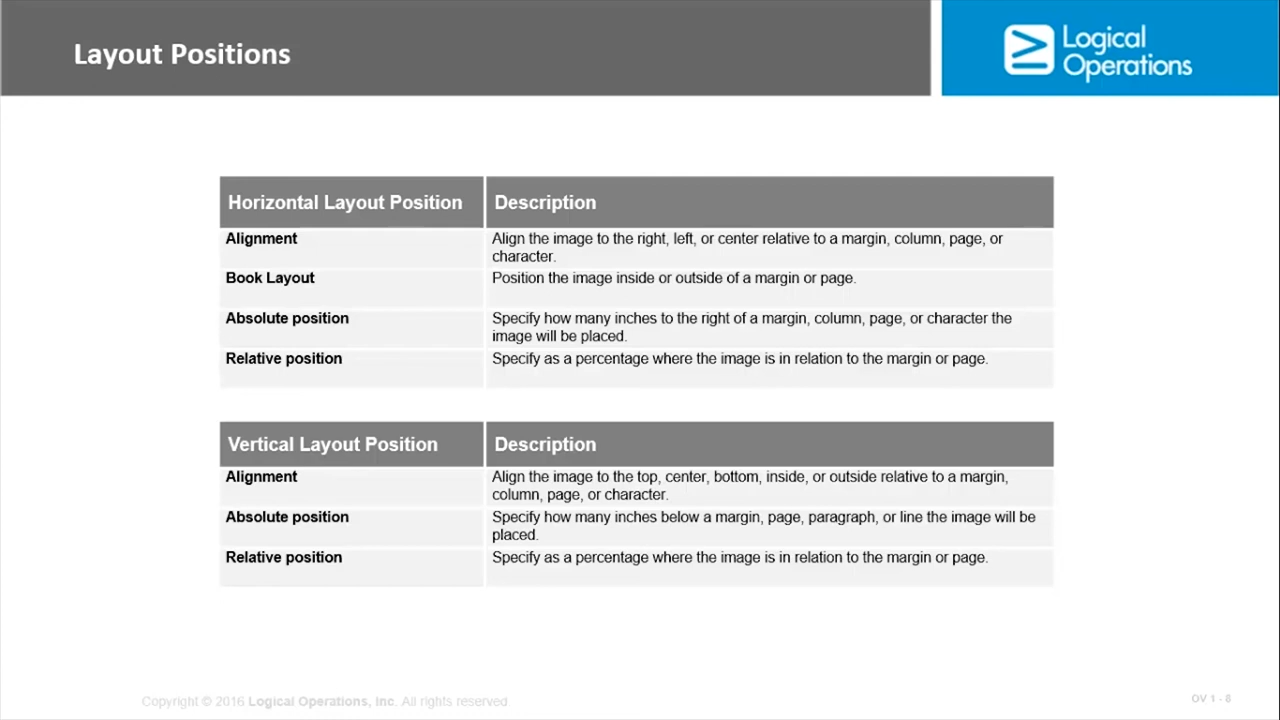 Layout Positions
Logical
Operations
Horizontal Layout Position Description
Alignment Align the image to the right, left, or center relative to a margin, column, page, or
character.
Book Layout Position the image inside or outside of a margin or page.
Absolute position Specify how many inches to the right of a margin, column, page, or character the
image will be placed.
Relative position Specify as a percentage where the image is in relation to the margin or page.
Vertical Layout Position Description
Alignment Align the image to the top, center, bottom, inside, or outside relative to a margin,
column, page, or character.
Absolute position Specify how many inches below a margin, page, paragraph, or line the image will be
placed.
Relative position Specify as a percentage where the image is in relation to the margin or page.
Copyright © 2016 Logical Operations, Inc. All rights reserved.
OV 1 - 8